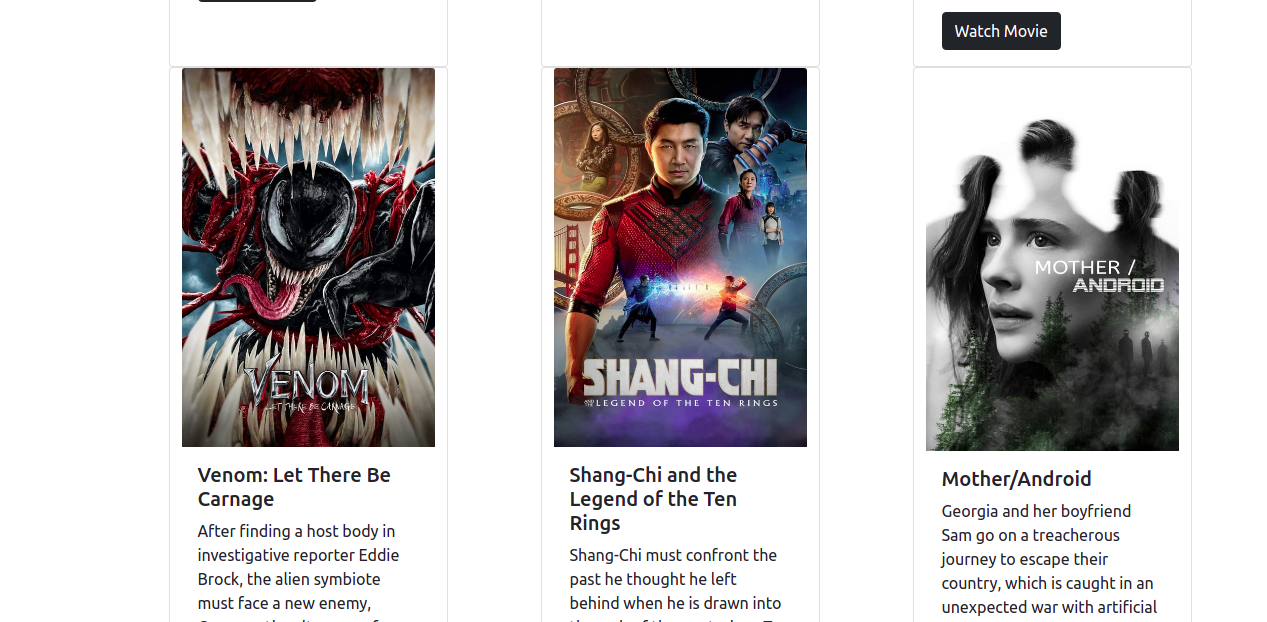 Watch Movie
VENOM
LET THERE BE CARNAGE
SHANG-CHI
AND THE LEGEND OF THE TEN RINGS
MOTHER /
ANDROID
Venom: Let There Be
Carnage
After finding a host body in
investigative reporter Eddie
Brock, the alien symbiote
must face a new enemy,
Shang-Chi and the
Legend of the Ten
Rings
Shang-Chi must confront the
past he thought he left
behind when he is drawn into
Mother/Android
Georgia and her boyfriend
Sam go on a treacherous
journey to escape their
country, which is caught in an
unexpected war with artificial